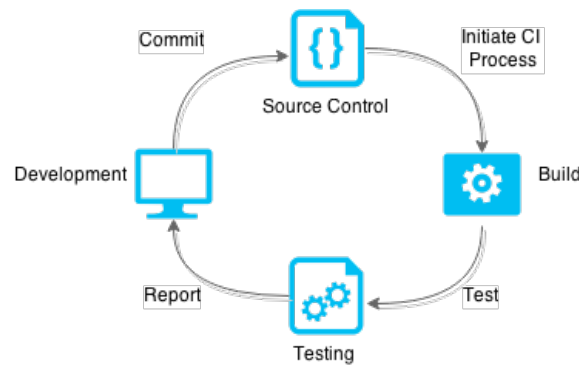 Commit
Initiate CI
Process
{}
Source Control
Development
Build
Report
Test
Testing